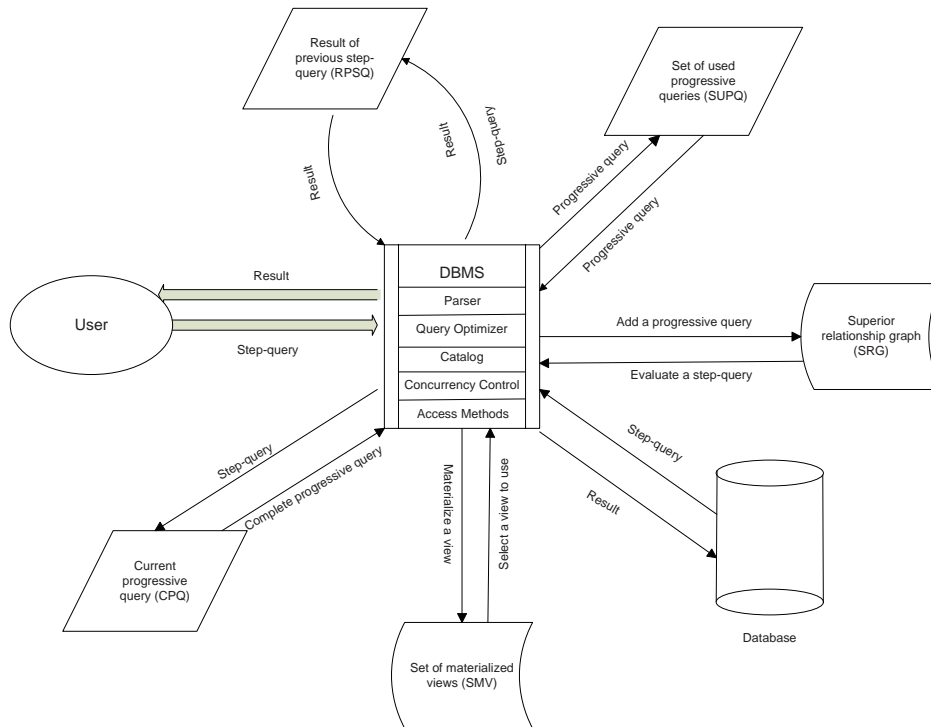 Result of
previous step-
query (RPSQ)
Set of used
progressive
queries (SUPQ)
Result
Result
Step-query
Progressive query
Progressive query
DBMS
Parser
Query Optimizer
Catalog
Concurrency Control
Access Methods
User
Result
Step-query
Add a progressive query
Evaluate a step-query
Superior
relationship graph
(SRG)
Step-query
Complete progressive query
Materialize a view
Select a view to use
Step-query
Result
Current
progressive
query (CPQ)
Set of materialized
views (SMV)
Database